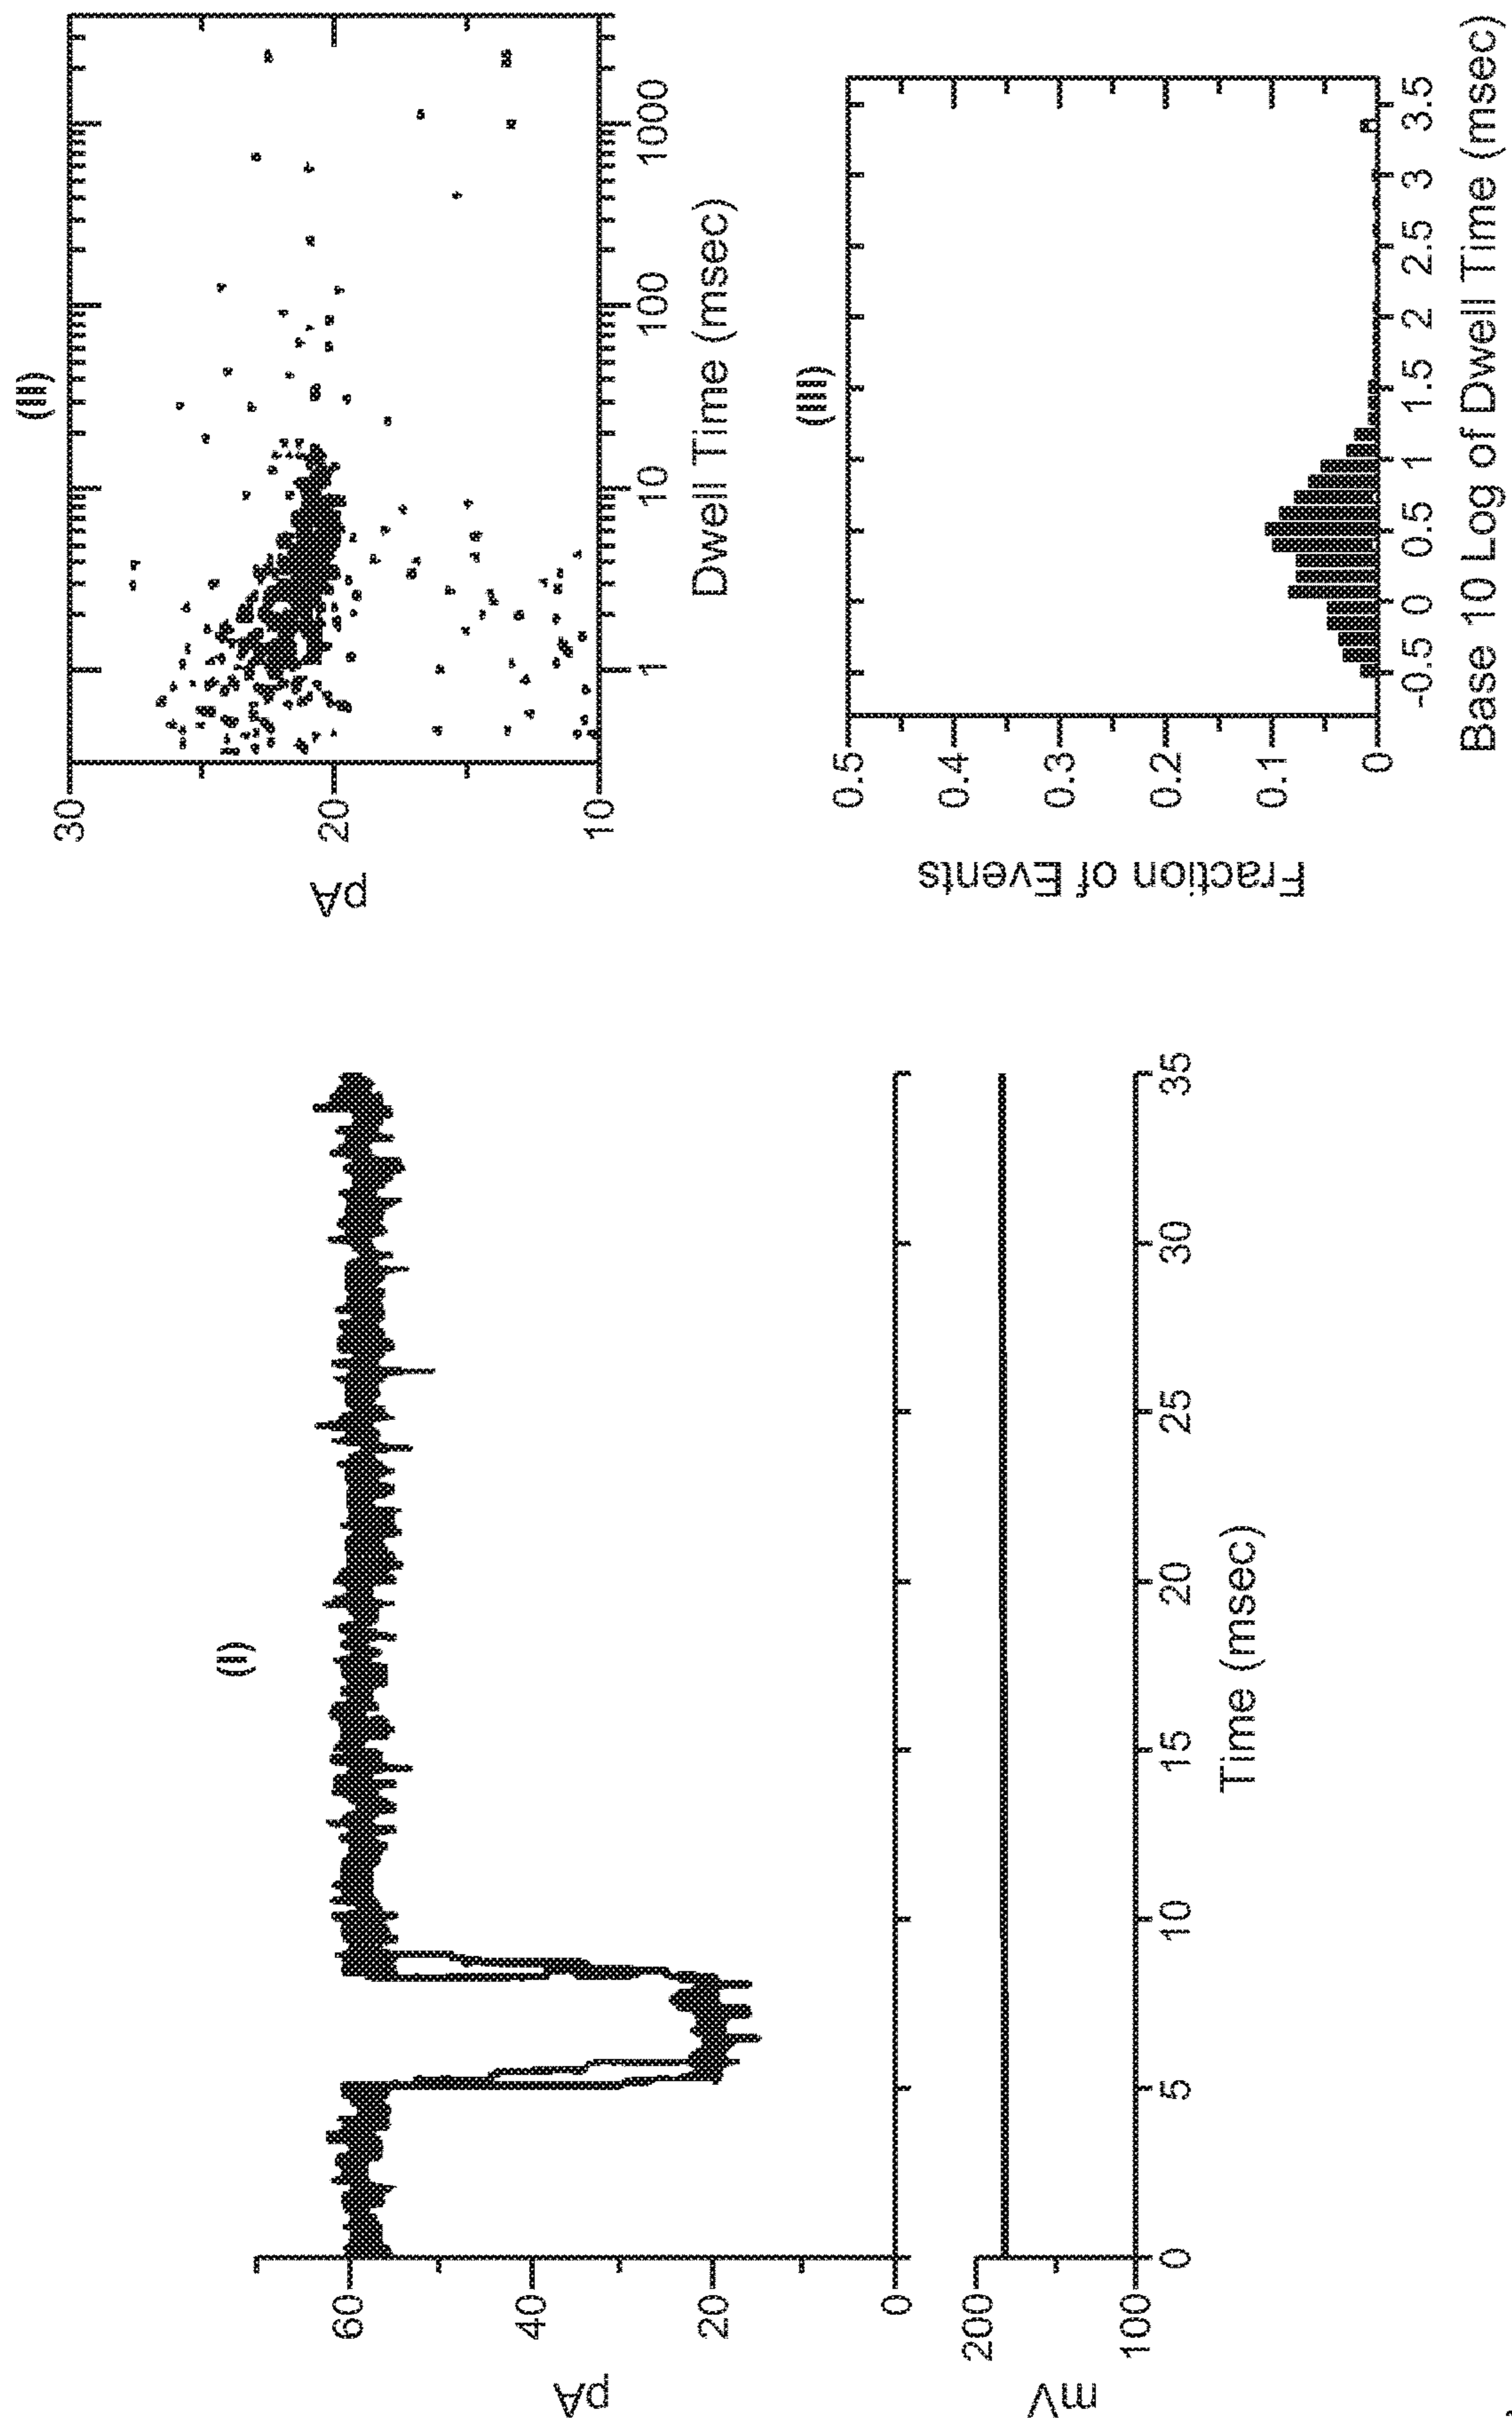 (I)
pA
60
40
20
0
mV
200
100
0 5 10 15 20 25 30 35
Time (msec)
(II)
pA
30
20
10
1 10 100 1000
Dwell Time (msec)
(III)
Fraction of Events
0.5
0.4
0.3
0.2
0.1
0
-0.5 0 0.5 1 1.5 2 2.5 3 3.5
Base 10 Log of Dwell Time (msec)